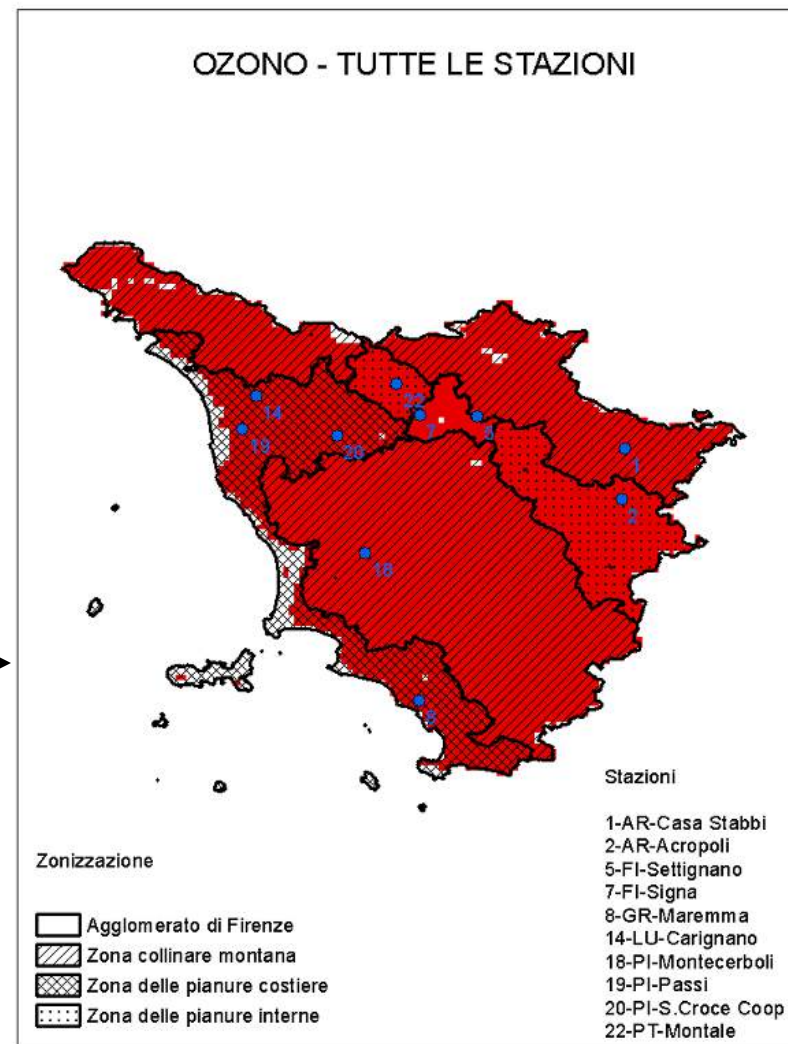 OZONO - TUTTE LE STAZIONI
22
14
7
5
19
20
1
2
18
8
Zonizzazione
Agglomerato di Firenze
Zona collinare montana
Zona delle pianure costiere
Zona delle pianure interne
Stazioni
1-AR-Casa Stabbi
2-AR-Acropoli
5-FI-Settignano
7-FI-Signa
8-GR-Maremma
14-LU-Carignano
18-PI-Montecerboli
19-PI-Passi
20-PI-S.Croce Coop
22-PT-Montale